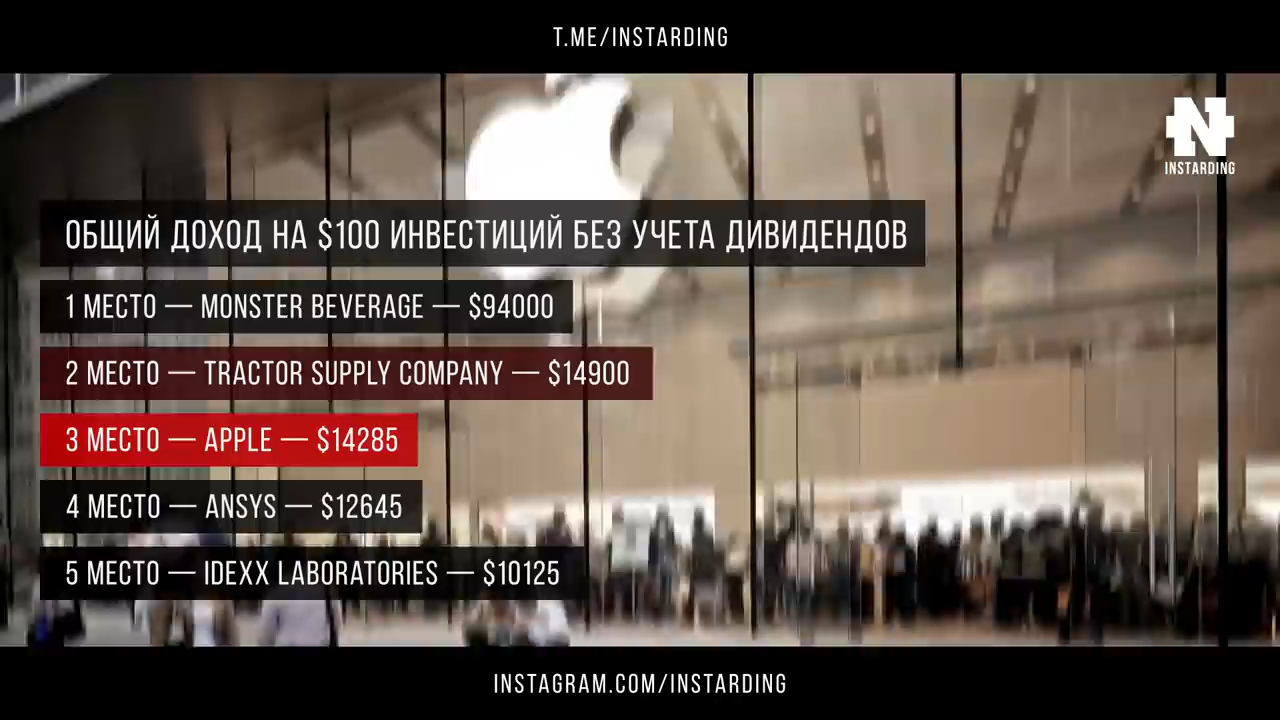 T.ME/INSTARDING
INSTARDING
ОБЩИЙ ДОХОД НА $100 ИНВЕСТИЦИЙ БЕЗ УЧЕТА ДИВИДЕНДОВ
1 МЕСТО — MONSTER BEVERAGE — $94000
2 МЕСТО — TRACTOR SUPPLY COMPANY — $14900
3 МЕСТО — APPLE — $14285
4 МЕСТО — ANSYS — $12645
5 МЕСТО — IDEXX LABORATORIES — $10125
INSTAGRAM.COM/INSTARDING